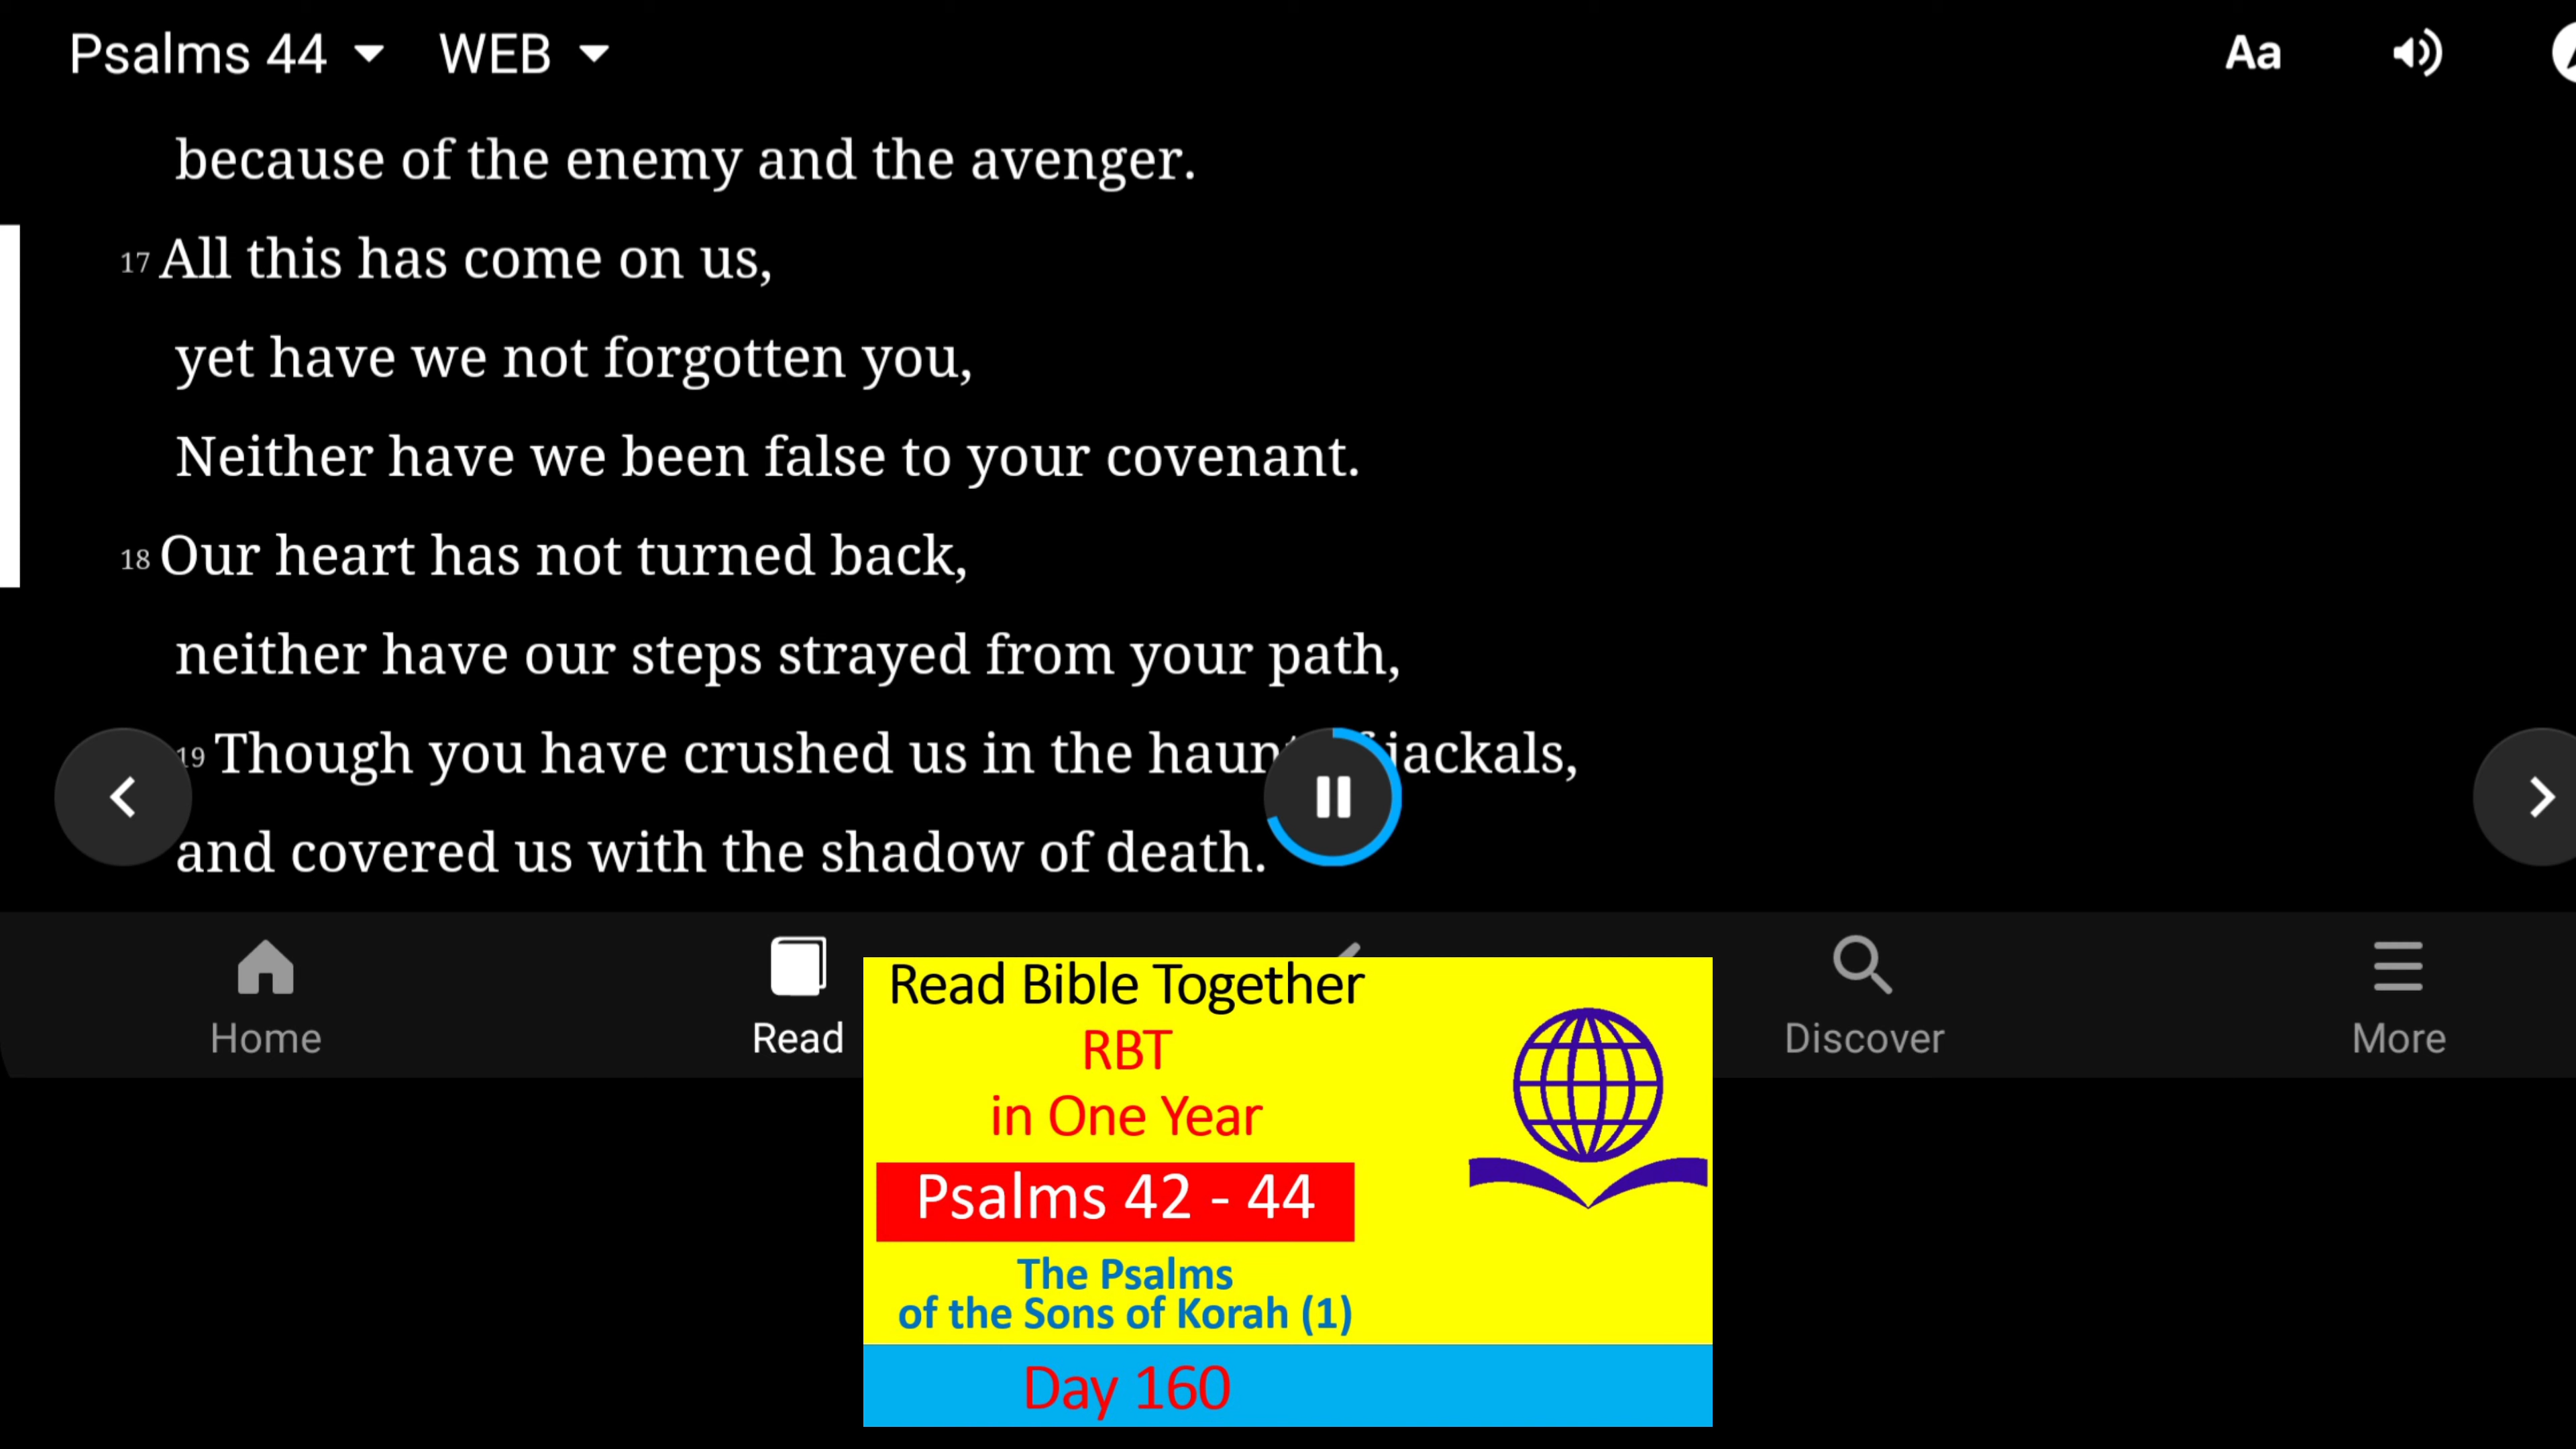 Psalms 44 WEB Aa
because of the enemy and the avenger.
17 All this has come on us,
yet have we not forgotten you,
Neither have we been false to your covenant.
18 Our heart has not turned back,
neither have our steps strayed from your path,
19 Though you have crushed us in the jackals,
and covered us with the shadow of death.
Home Read Discover More
Read Bible Together
RBT
in One Year
Psalms 42 - 44
The Psalms
of the Sons of Korah (1)
Day 160